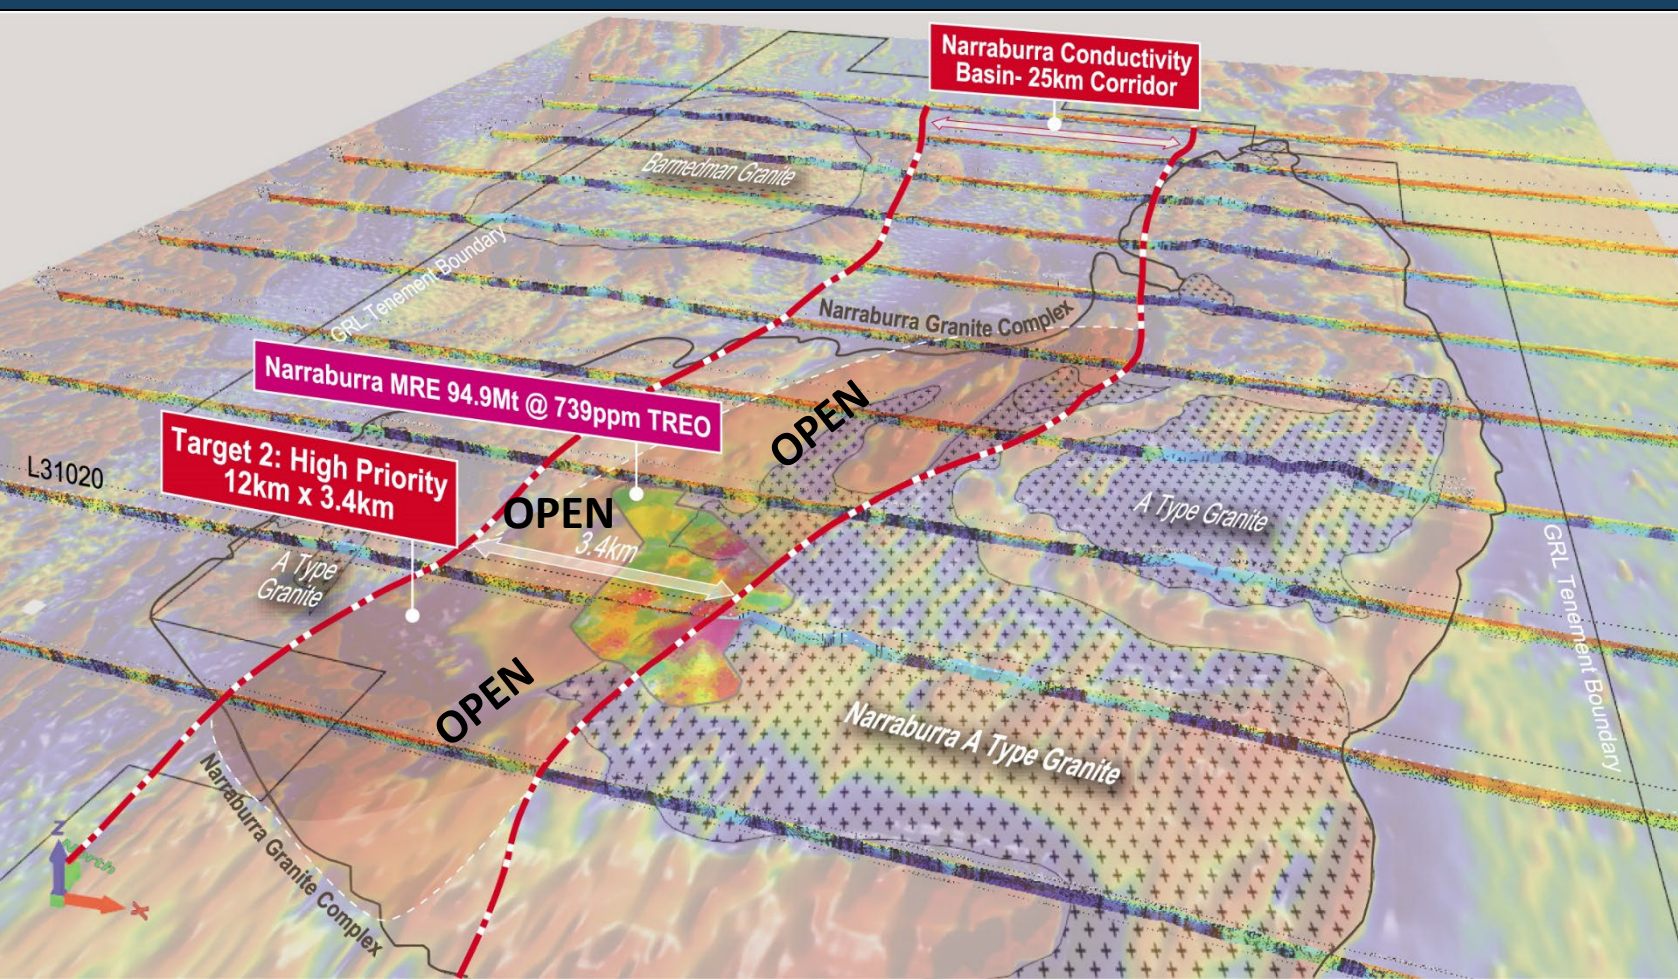 Narraburra Conductivity
Basin- 25km Corridor
Barmedman Granite
GRL Tenement Boundary
Narraburra Granite Complex
Narraburra MRE 94.9Mt @ 739ppm TREO
OPEN
Target 2: High Priority
12km x 3.4km
L31020
OPEN
3.4km
A Type Granite
A Type
Granite
GRL Tenement Boundary
OPEN
Narraburra A Type Granite
Narraburra Granite Complex
Z
North
X